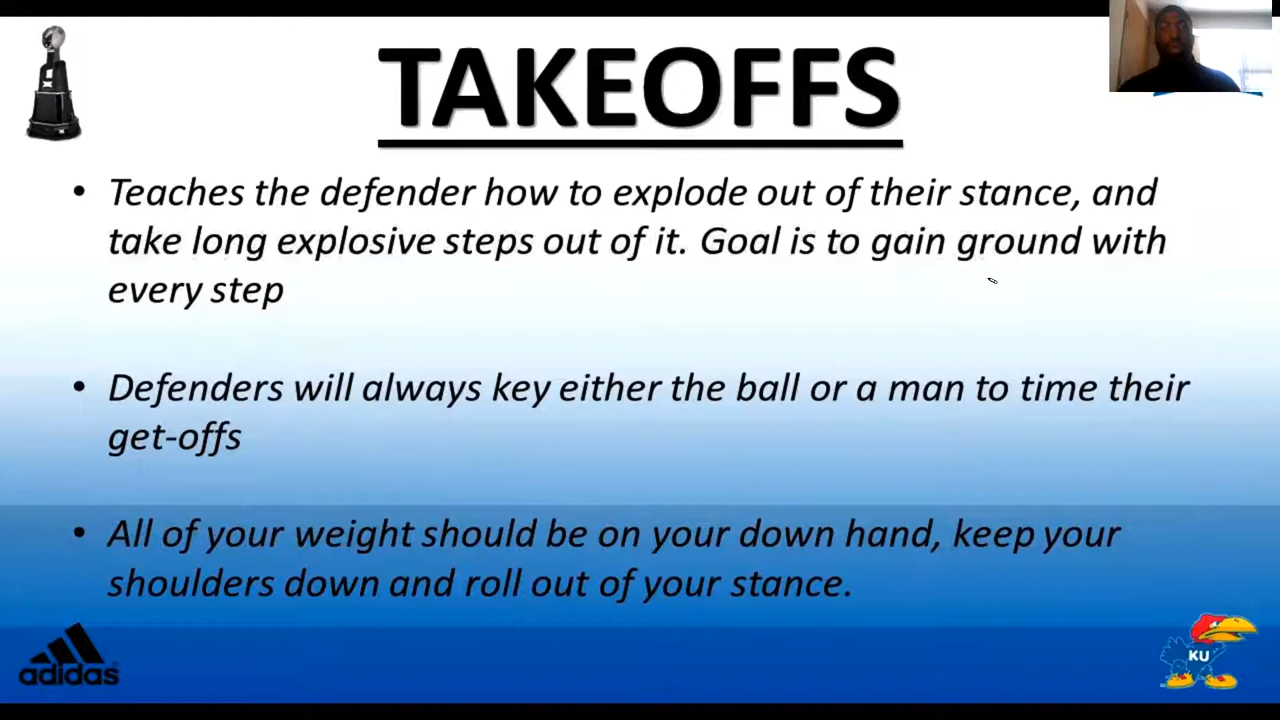 TAKEOFFS
• Teaches the defender how to explode out of their stance, and
take long explosive steps out of it. Goal is to gain ground with
every step
• Defenders will always key either the ball or a man to time their
get-offs
• All of your weight should be on your down hand, keep your
shoulders down and roll out of your stance.
adidas
KU